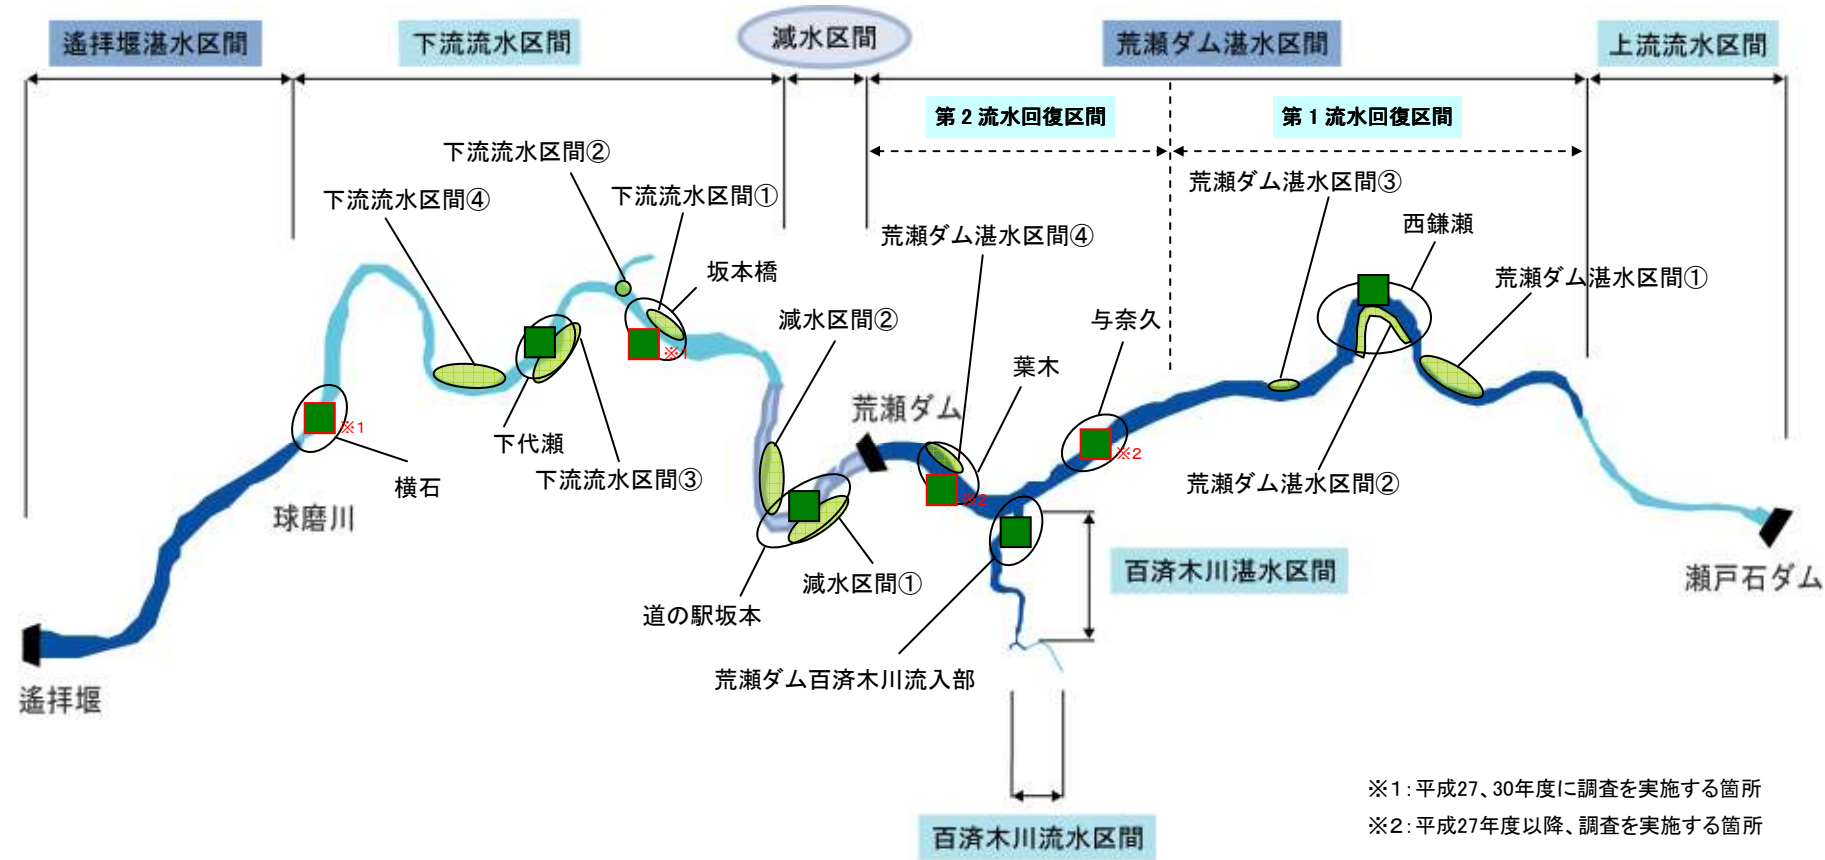 遙拝堰湛水区間
下流流水区間
減水区間
荒瀬ダム湛水区間
上流流水区間
第2流水回復区間
第1流水回復区間
下流流水区間②
下流流水区間①
下流流水区間④
荒瀬ダム湛水区間③
荒瀬ダム湛水区間④
西鎌瀬
坂本橋
荒瀬ダム湛水区間①
減水区間②
与奈久
※1
葉木
荒瀬ダム
※1
下代瀬
※2
下流流水区間③
横石
荒瀬ダム湛水区間②
※2
球磨川
百済木川湛水区間
瀬戸石ダム
減水区間①
道の駅坂本
荒瀬ダム百済木川流入部
遙拝堰
※1：平成27、30年度に調査を実施する箇所
※2：平成27年度以降、調査を実施する箇所
百済木川流水区間